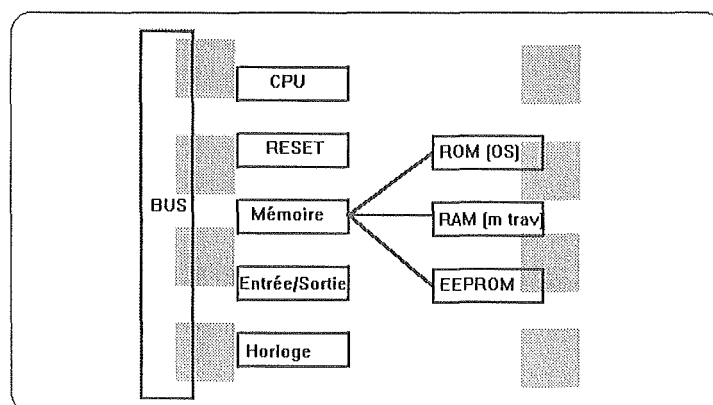 CPU
RESET
ROM (OS)
BUS
Mémoire
RAM (m trav)
Entrée/Sortie
EEPROM
Horloge